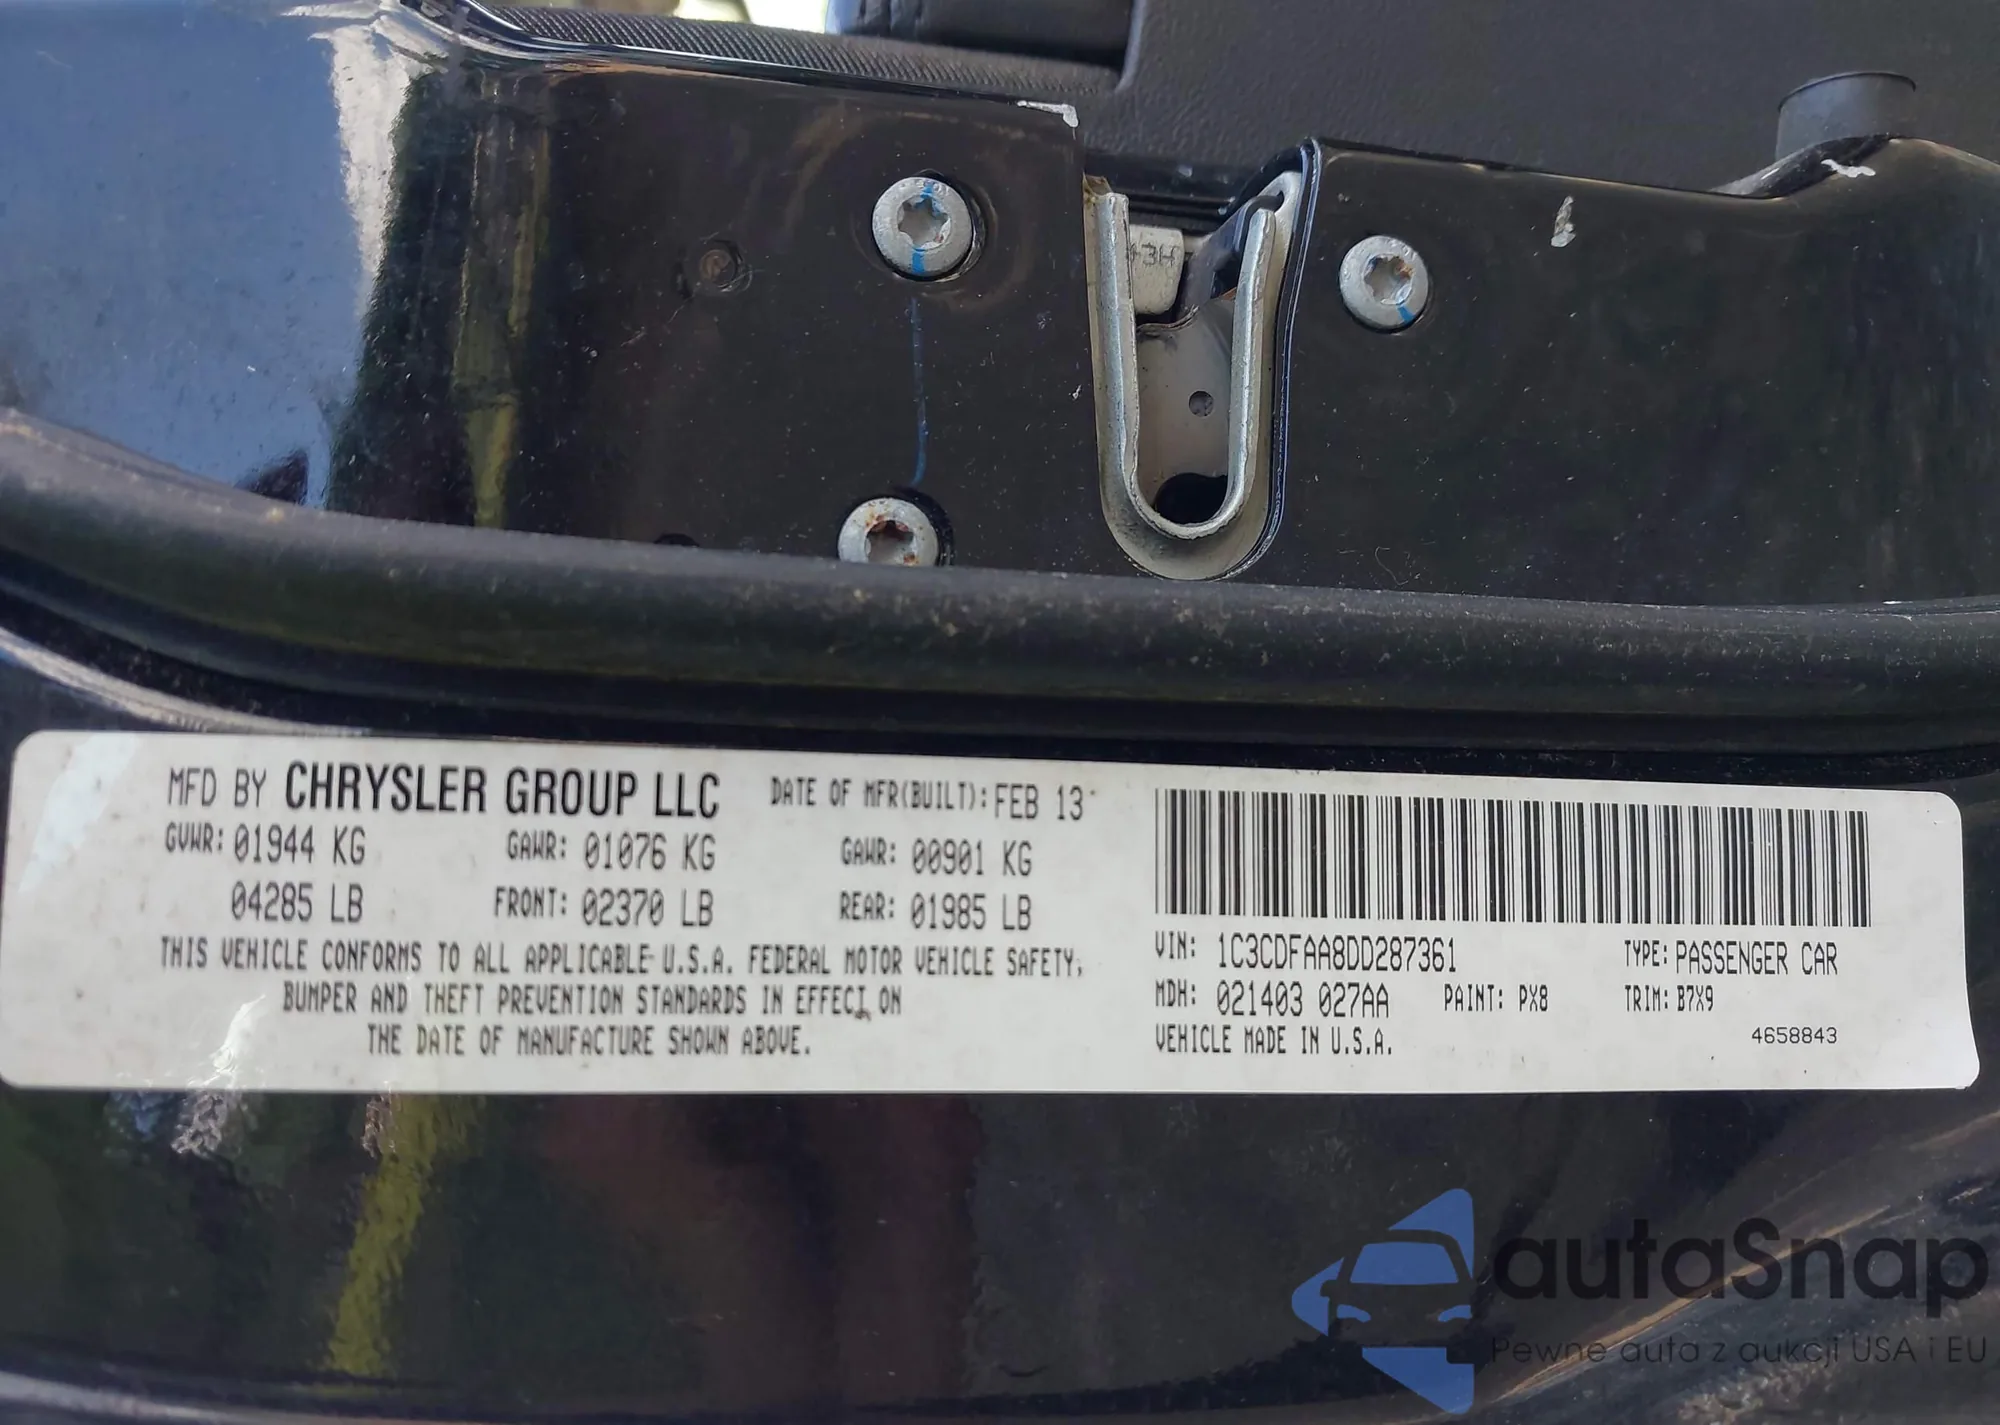 MFD BY CHRYSLER GROUP LLC DATE OF MFR(BUILT): FEB 13
GVWR: 01944 KG GAWR: 01076 KG GAWR: 00901 KG
04285 LB FRONT: 02370 LB REAR: 01985 LB
THIS VEHICLE CONFORMS TO ALL APPLICABLE U.S.A. FEDERAL MOTOR VEHICLE SAFETY,
BUMPER AND THEFT PREVENTION STANDARDS IN EFFECT ON
THE DATE OF MANUFACTURE SHOWN ABOVE.
VIN: 1C3CDFAA8DD287361 TYPE: PASSENGER CAR
MDH: 021403 027AA PAINT: PX8 TRIM: B7X9
VEHICLE MADE IN U.S.A. 4658843
autaSnap
Pewne auta z aukcji USA i EU